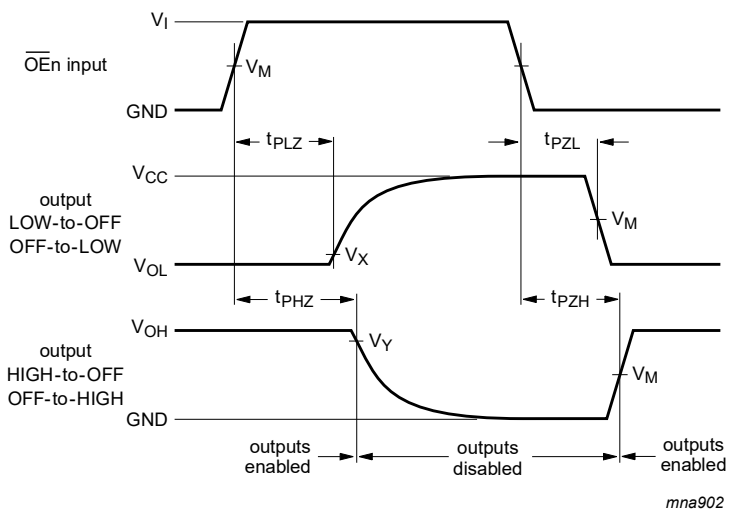 V_I
O̅E̅n input
V_M
GND
t_PLZ
t_PZL
V_CC
output
LOW-to-OFF
OFF-to-LOW
V_M
V_X
V_OL
t_PHZ
t_PZH
V_OH
output
HIGH-to-OFF
OFF-to-HIGH
V_Y
V_M
GND
outputs
enabled
outputs
disabled
outputs
enabled
mna902